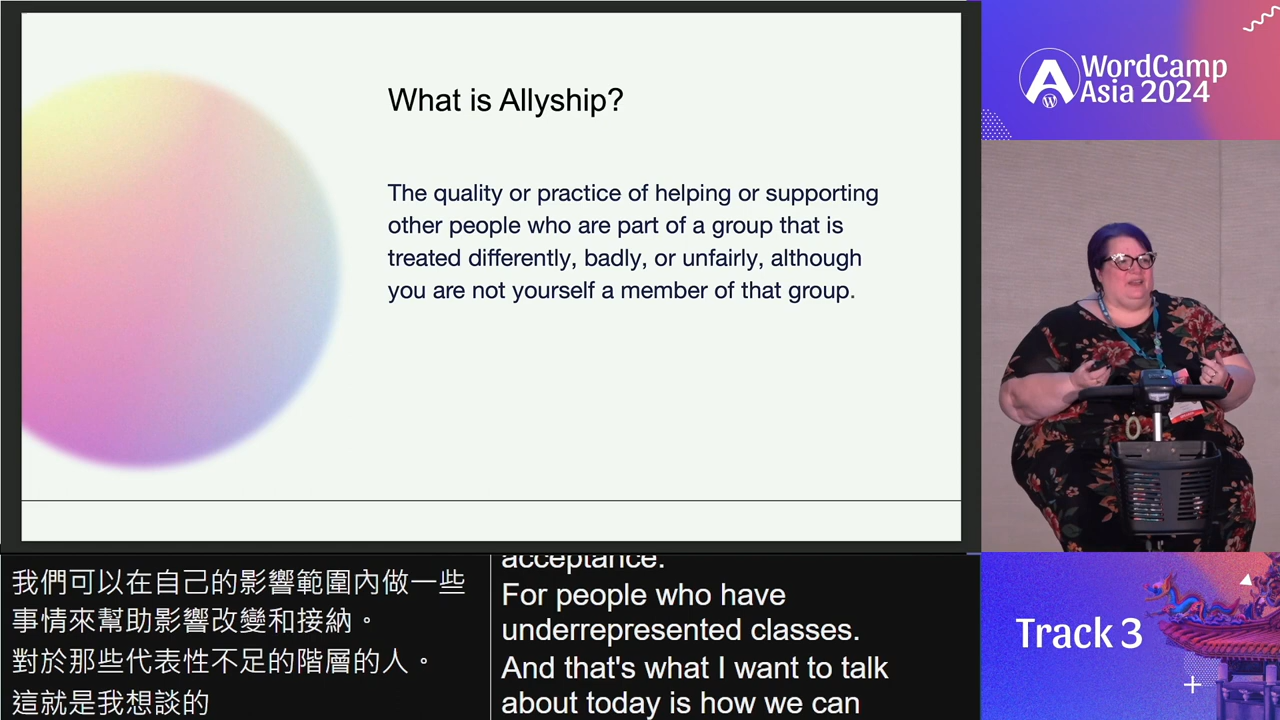 What is Allyship?
The quality or practice of helping or supporting
other people who are part of a group that is
treated differently, badly, or unfairly, although
you are not yourself a member of that group.
WordCamp
Asia 2024
我們可以在自己的影響範圍內做一些
事情來幫助影響改變和接納。
對於那些代表性不足的階層的人。
這就是我想談的
acceptance.
For people who have
underrepresented classes.
And that's what I want to talk
about today is how we can
Track 3